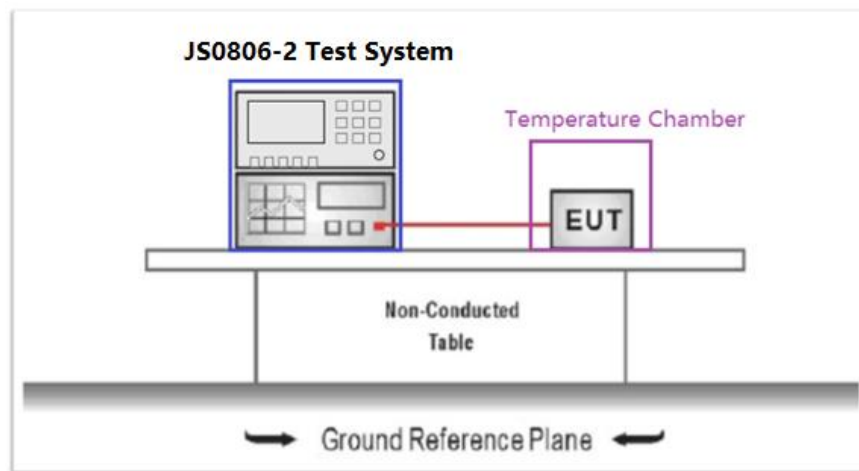 JS0806-2 Test System
Temperature Chamber
EUT
Non-Conducted
Table
Ground Reference Plane